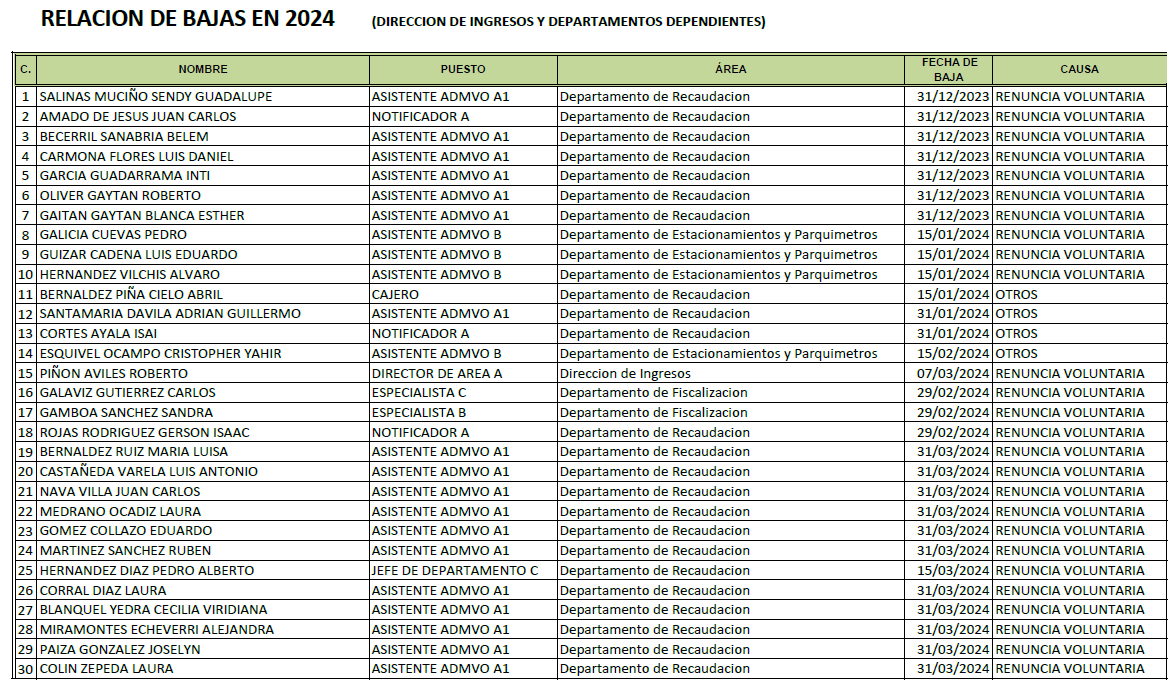 RELACION DE BAJAS EN 2024 (DIRECCION DE INGRESOS Y DEPARTAMENTOS DEPENDIENTES)
C. NOMBRE PUESTO ÁREA FECHA DE BAJA CAUSA
1 SALINAS MUCIÑO SENDY GUADALUPE ASISTENTE ADMVO A1 Departamento de Recaudacion 31/12/2023 RENUNCIA VOLUNTARIA
2 AMADO DE JESUS JUAN CARLOS NOTIFICADOR A Departamento de Recaudacion 31/12/2023 RENUNCIA VOLUNTARIA
3 BECERRIL SANABRIA BELEM ASISTENTE ADMVO A1 Departamento de Recaudacion 31/12/2023 RENUNCIA VOLUNTARIA
4 CARMONA FLORES LUIS DANIEL ASISTENTE ADMVO A1 Departamento de Recaudacion 31/12/2023 RENUNCIA VOLUNTARIA
5 GARCIA GUADARRAMA INTI ASISTENTE ADMVO A1 Departamento de Recaudacion 31/12/2023 RENUNCIA VOLUNTARIA
6 OLIVER GAYTAN ROBERTO ASISTENTE ADMVO A1 Departamento de Recaudacion 31/12/2023 RENUNCIA VOLUNTARIA
7 GAITAN GAYTAN BLANCA ESTHER ASISTENTE ADMVO A1 Departamento de Recaudacion 31/12/2023 RENUNCIA VOLUNTARIA
8 GALICIA CUEVAS PEDRO ASISTENTE ADMVO B Departamento de Estacionamientos y Parquimetros 15/01/2024 RENUNCIA VOLUNTARIA
9 GUIZAR CADENA LUIS EDUARDO ASISTENTE ADMVO B Departamento de Estacionamientos y Parquimetros 15/01/2024 RENUNCIA VOLUNTARIA
10 HERNANDEZ VILCHIS ALVARO ASISTENTE ADMVO B Departamento de Estacionamientos y Parquimetros 15/01/2024 RENUNCIA VOLUNTARIA
11 BERNALDEZ PIÑA CIELO ABRIL CAJERO Departamento de Recaudacion 15/01/2024 OTROS
12 SANTAMARIA DAVILA ADRIAN GUILLERMO ASISTENTE ADMVO A1 Departamento de Recaudacion 31/01/2024 OTROS
13 CORTES AYALA ISAI NOTIFICADOR A Departamento de Recaudacion 31/01/2024 OTROS
14 ESQUIVEL OCAMPO CRISTOPHER YAHIR ASISTENTE ADMVO B Departamento de Estacionamientos y Parquimetros 15/02/2024 OTROS
15 PIÑON AVILES ROBERTO DIRECTOR DE AREA A Direccion de Ingresos 07/03/2024 RENUNCIA VOLUNTARIA
16 GALAVIZ GUTIERREZ CARLOS ESPECIALISTA C Departamento de Fiscalizacion 29/02/2024 RENUNCIA VOLUNTARIA
17 GAMBOA SANCHEZ SANDRA ESPECIALISTA B Departamento de Fiscalizacion 29/02/2024 RENUNCIA VOLUNTARIA
18 ROJAS RODRIGUEZ GERSON ISAAC NOTIFICADOR A Departamento de Recaudacion 29/02/2024 RENUNCIA VOLUNTARIA
19 BERNALDEZ RUIZ MARIA LUISA ASISTENTE ADMVO A1 Departamento de Recaudacion 31/03/2024 RENUNCIA VOLUNTARIA
20 CASTAÑEDA VARELA LUIS ANTONIO ASISTENTE ADMVO A1 Departamento de Recaudacion 31/03/2024 RENUNCIA VOLUNTARIA
21 NAVA VILLA JUAN CARLOS ASISTENTE ADMVO A1 Departamento de Recaudacion 31/03/2024 RENUNCIA VOLUNTARIA
22 MEDRANO OCADIZ LAURA ASISTENTE ADMVO A1 Departamento de Recaudacion 31/03/2024 RENUNCIA VOLUNTARIA
23 GOMEZ COLLAZO EDUARDO ASISTENTE ADMVO A1 Departamento de Recaudacion 31/03/2024 RENUNCIA VOLUNTARIA
24 MARTINEZ SANCHEZ RUBEN ASISTENTE ADMVO A1 Departamento de Recaudacion 31/03/2024 RENUNCIA VOLUNTARIA
25 HERNANDEZ DIAZ PEDRO ALBERTO JEFE DE DEPARTAMENTO C Departamento de Recaudacion 15/03/2024 RENUNCIA VOLUNTARIA
26 CORRAL DIAZ LAURA ASISTENTE ADMVO A1 Departamento de Recaudacion 31/03/2024 RENUNCIA VOLUNTARIA
27 BLANQUEL YEDRA CECILIA VIRIDIANA ASISTENTE ADMVO A1 Departamento de Recaudacion 31/03/2024 RENUNCIA VOLUNTARIA
28 MIRAMONTES ECHEVERRI ALEJANDRA ASISTENTE ADMVO A1 Departamento de Recaudacion 31/03/2024 RENUNCIA VOLUNTARIA
29 PAIZA GONZALEZ JOSELYN ASISTENTE ADMVO A1 Departamento de Recaudacion 31/03/2024 RENUNCIA VOLUNTARIA
30 COLIN ZEPEDA LAURA ASISTENTE ADMVO A1 Departamento de Recaudacion 31/03/2024 RENUNCIA VOLUNTARIA